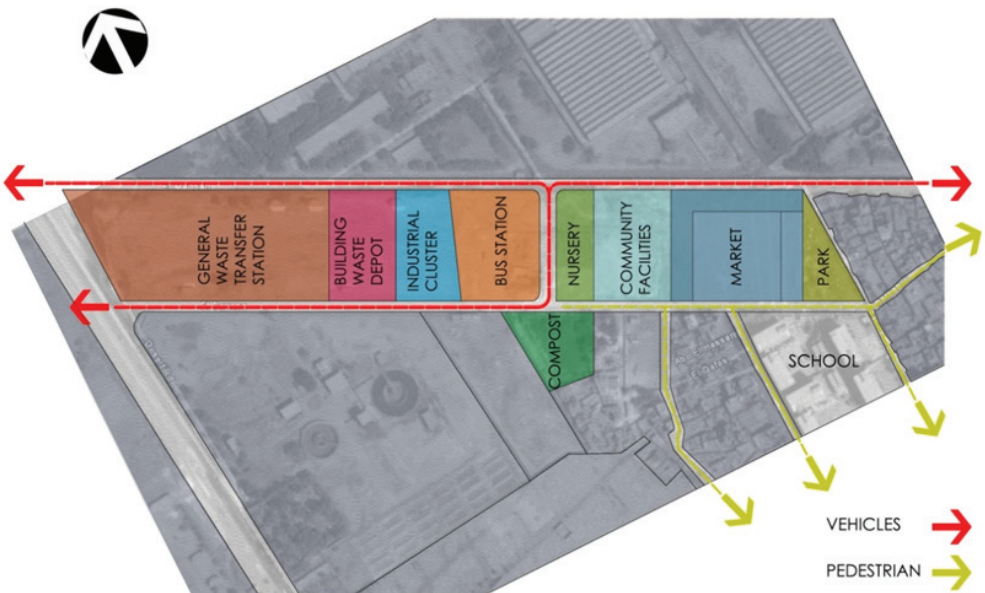 GENERAL
WASTE
TRANSFER
STATION
BUILDING
WASTE
DEPOT
INDUSTRIAL
CLUSTER
BUS STATION
NURSERY
COMMUNITY
FACILITIES
MARKET
PARK
COMPOST
SCHOOL
VEHICLES
PEDESTRIAN